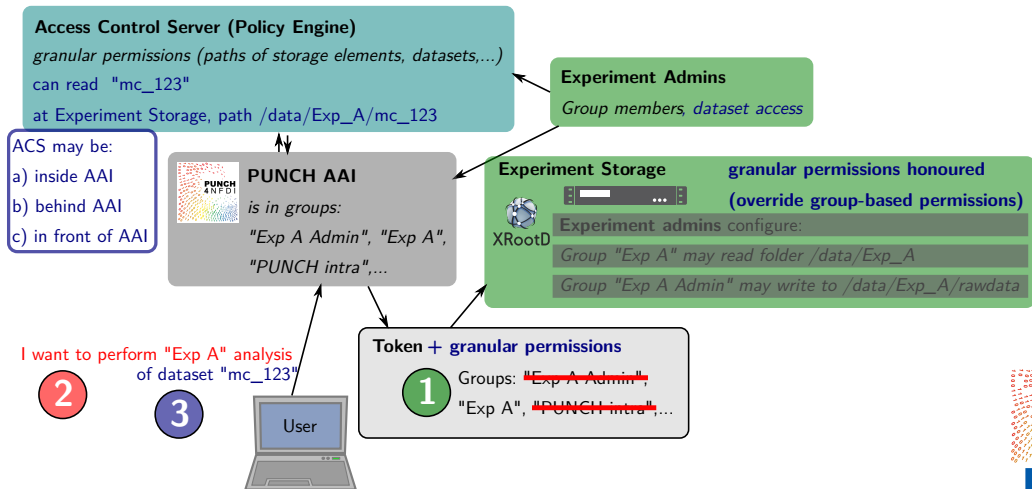 Access Control Server (Policy Engine)
granular permissions (paths of storage elements, datasets,...)
can read "mc_123"
at Experiment Storage, path /data/Exp_A/mc_123
Experiment Admins
Group members, dataset access
ACS may be:
a) inside AAI
b) behind AAI
c) in front of AAI
PUNCH
4NFDI
PUNCH AAI
is in groups:
"Exp A Admin", "Exp A",
"PUNCH intra",...
Experiment Storage
granular permissions honoured
(override group-based permissions)
XRootD
Experiment admins configure:
Group "Exp A" may read folder /data/Exp_A
Group "Exp A Admin" may write to /data/Exp_A/rawdata
I want to perform "Exp A" analysis
of dataset "mc_123"
2
3
User
Token + granular permissions
1
Groups: "Exp A Admin",
"Exp A", "PUNCH intra",...